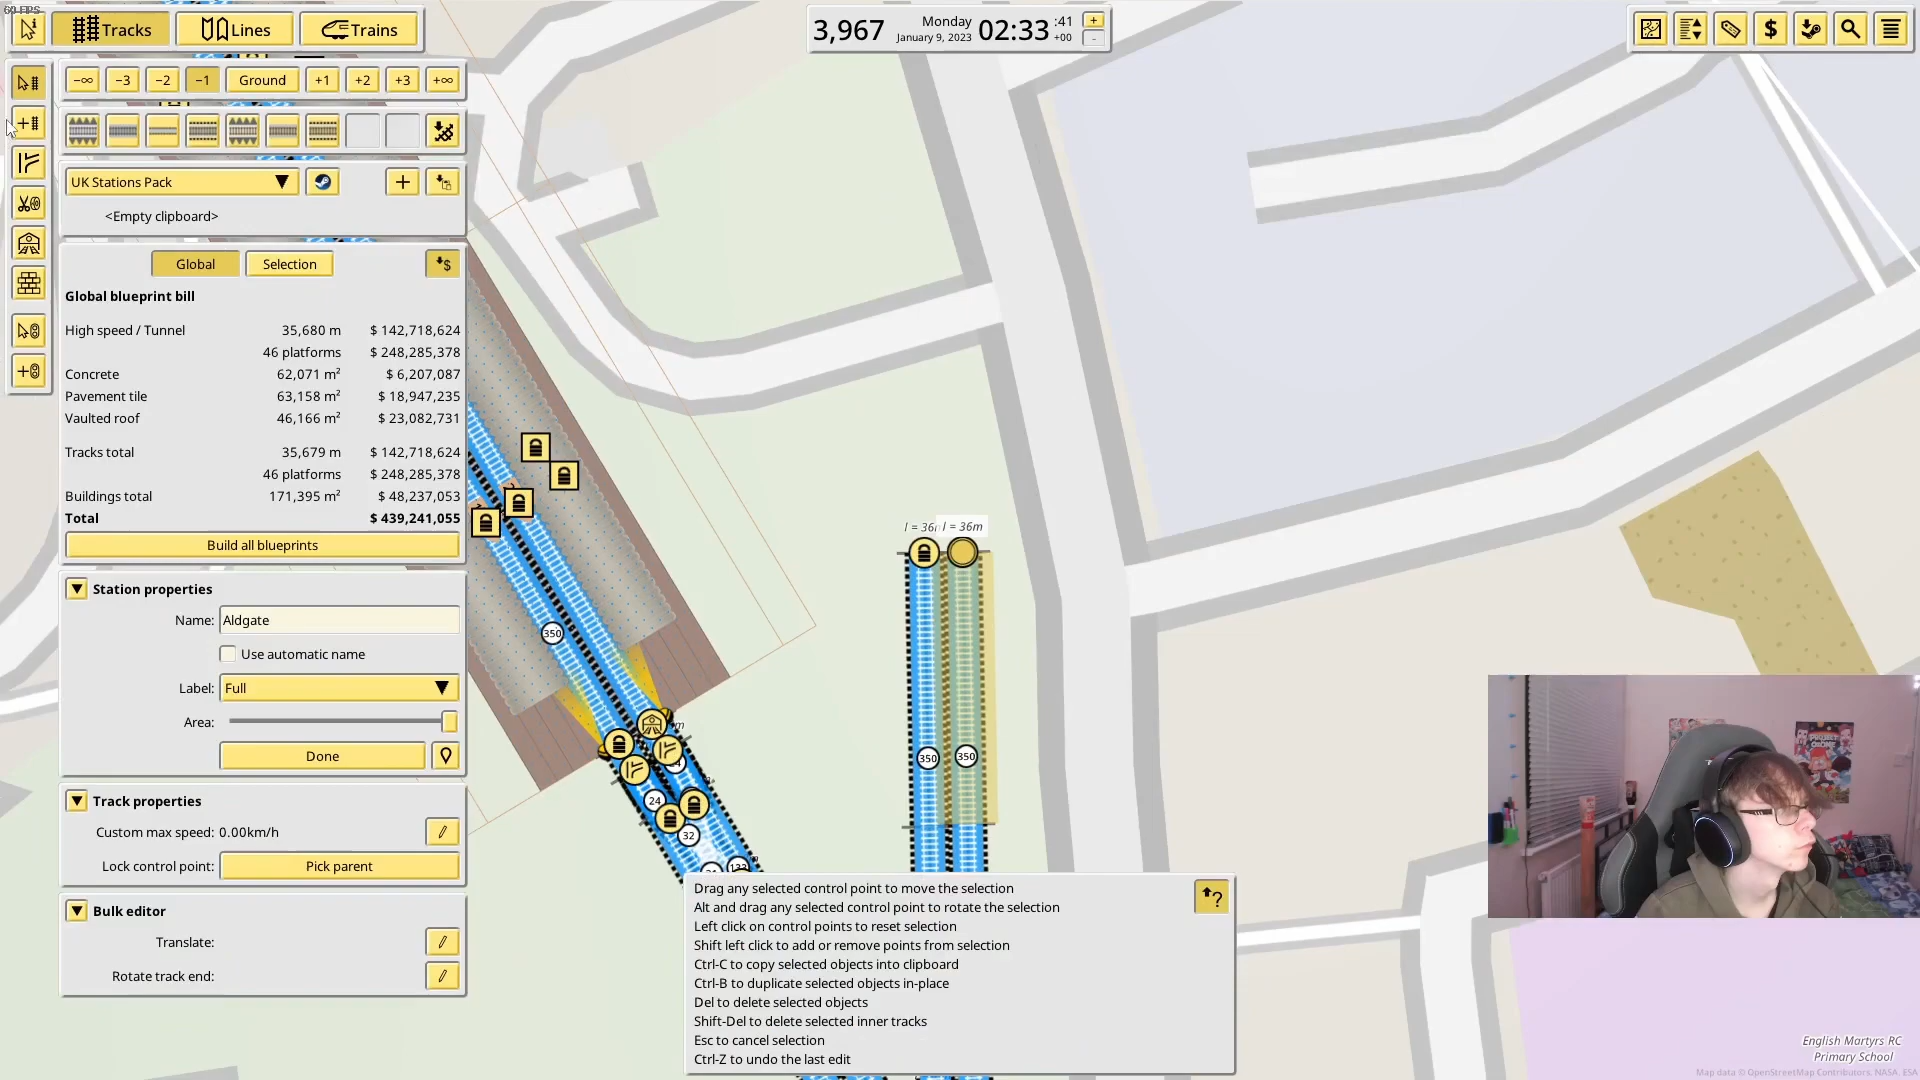 60 FPS
Tracks
Lines
Trains
3,967
Monday
January 9, 2023
02:33
:41
+00
+
-
$
−∞
−3
−2
−1
Ground
+1
+2
+3
+∞
UK Stations Pack
<Empty clipboard>
Global
Selection
Global blueprint bill
High speed / Tunnel 35,680 m $ 142,718,624
46 platforms $ 248,285,378
Concrete 62,071 m² $ 6,207,087
Pavement tile 63,158 m² $ 18,947,235
Vaulted roof 46,166 m² $ 23,082,731
Tracks total 35,679 m $ 142,718,624
46 platforms $ 248,285,378
Buildings total 171,395 m² $ 48,237,053
Total $ 439,241,055
Build all blueprints
Station properties
Name: Aldgate
Use automatic name
Label: Full
Area:
Done
Track properties
Custom max speed: 0.00km/h
Lock control point: Pick parent
Bulk editor
Translate:
Rotate track end:
l = 36m
350
350
350
24
32
Drag any selected control point to move the selection
Alt and drag any selected control point to rotate the selection
Left click on control points to reset selection
Shift left click to add or remove points from selection
Ctrl-C to copy selected objects into clipboard
Ctrl-B to duplicate selected objects in-place
Del to delete selected objects
Shift-Del to delete selected inner tracks
Esc to cancel selection
Ctrl-Z to undo the last edit
English Martyrs RC
Primary School
Map data © OpenStreetMap Contributors, NASA, ESA